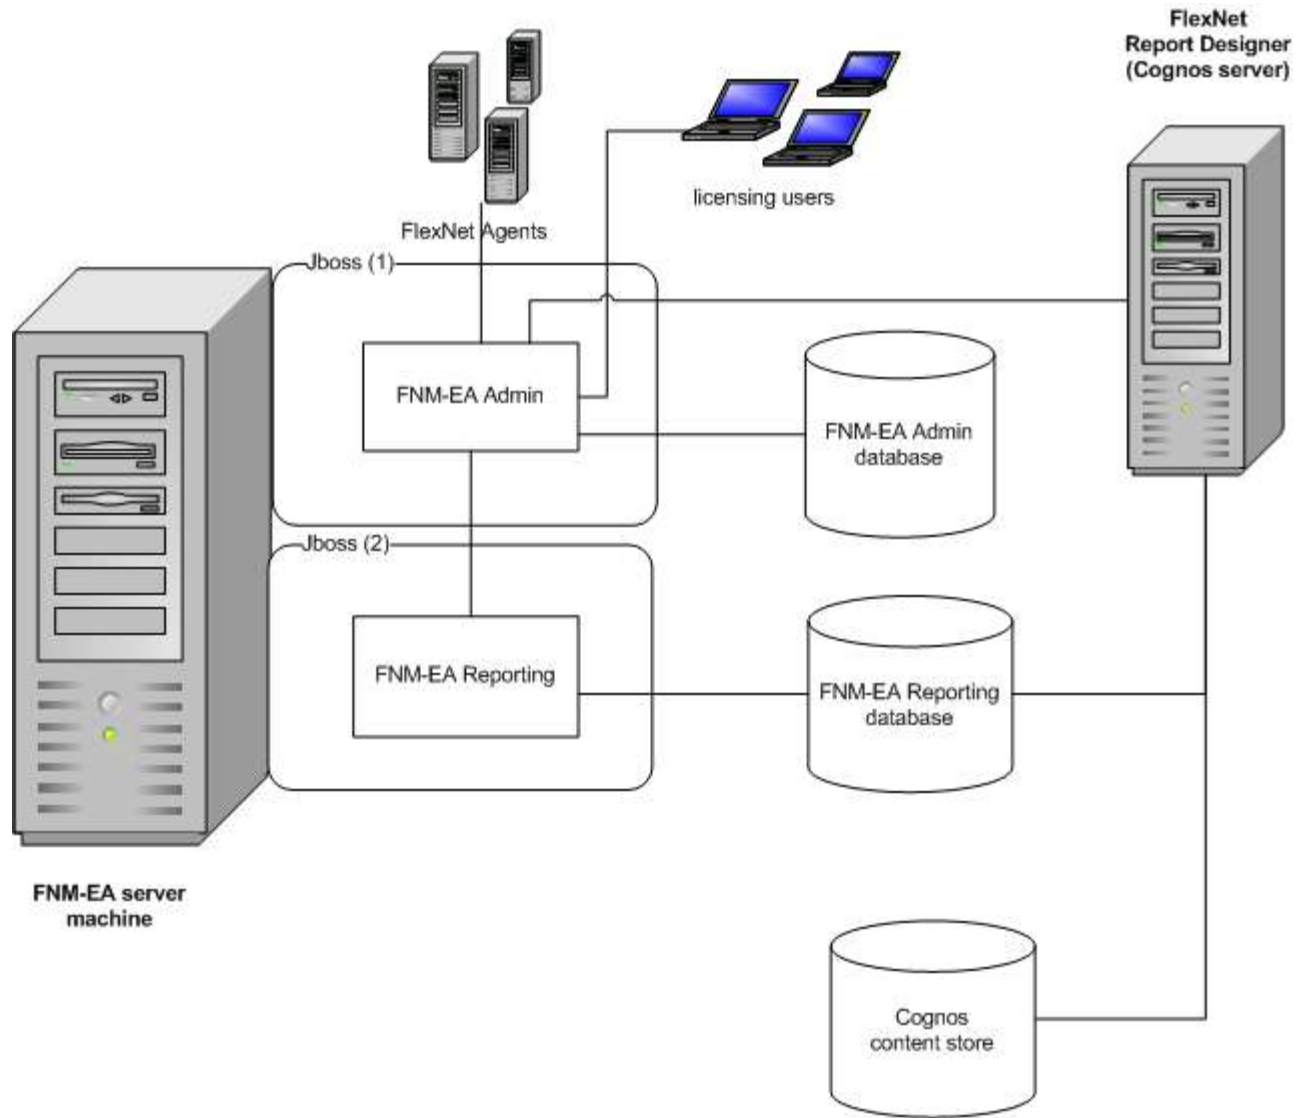 FlexNet
Report Designer
(Cognos server)
licensing users
FlexNet Agents
Jboss (1)
FNM-EA Admin
FNM-EA Admin
database
Jboss (2)
FNM-EA Reporting
FNM-EA Reporting
database
FNM-EA server
machine
Cognos
content store